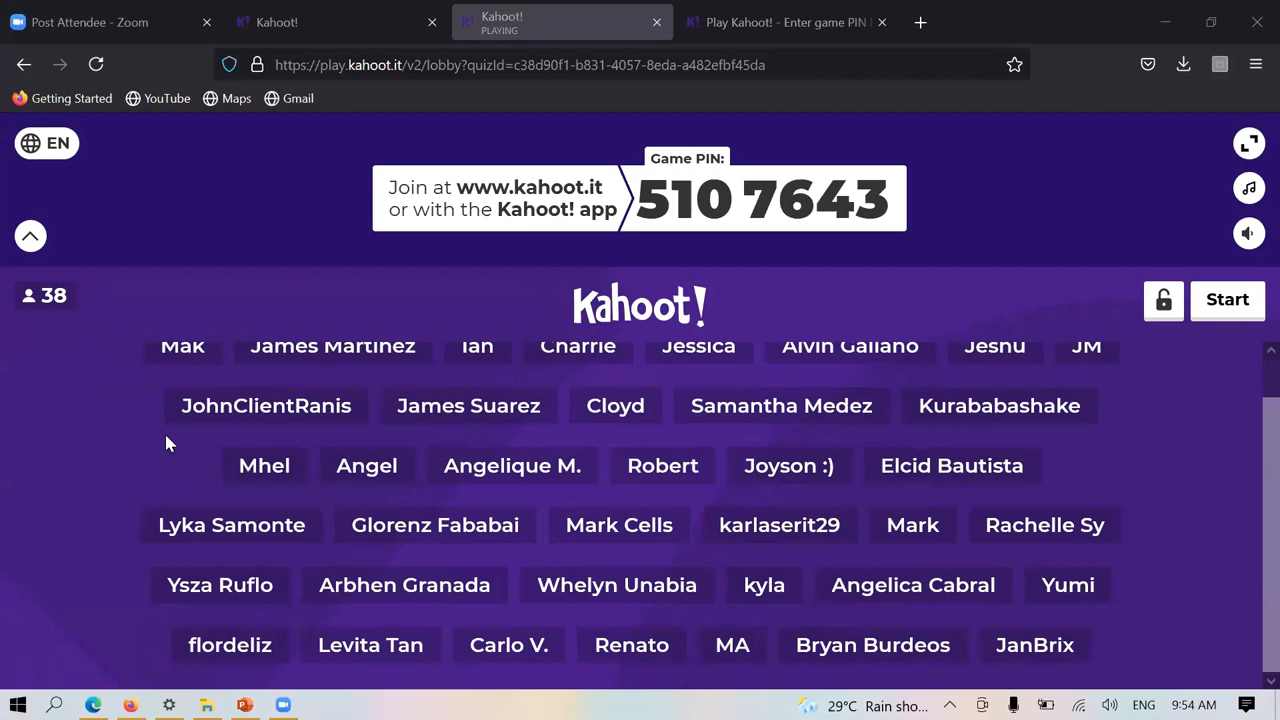 Post Attendee - Zoom
Kahoot!
Kahoot!
PLAYING
Play Kahoot! - Enter game PIN
https://play.kahoot.it/v2/lobby?quizId=c38d90f1-b831-4057-8eda-a482efbf45da
Getting Started YouTube Maps Gmail
EN
Game PIN:
Join at www.kahoot.it
or with the Kahoot! app
510 7643
38
Kahoot!
Start
Mak James Martinez Ian Charrie Jessica Alvin Galiano Jeshu JM
JohnClientRanis James Suarez Cloyd Samantha Medez Kurababashake
Mhel Angel Angelique M. Robert Joyson :) Elcid Bautista
Lyka Samonte Glorenz Fababai Mark Cells karlaserit29 Mark Rachelle Sy
Ysza Ruflo Arbhen Granada Whelyn Unabia kyla Angelica Cabral Yumi
flordeliz Levita Tan Carlo V. Renato MA Bryan Burdeos JanBrix
29°C Rain sho... ENG 9:54 AM